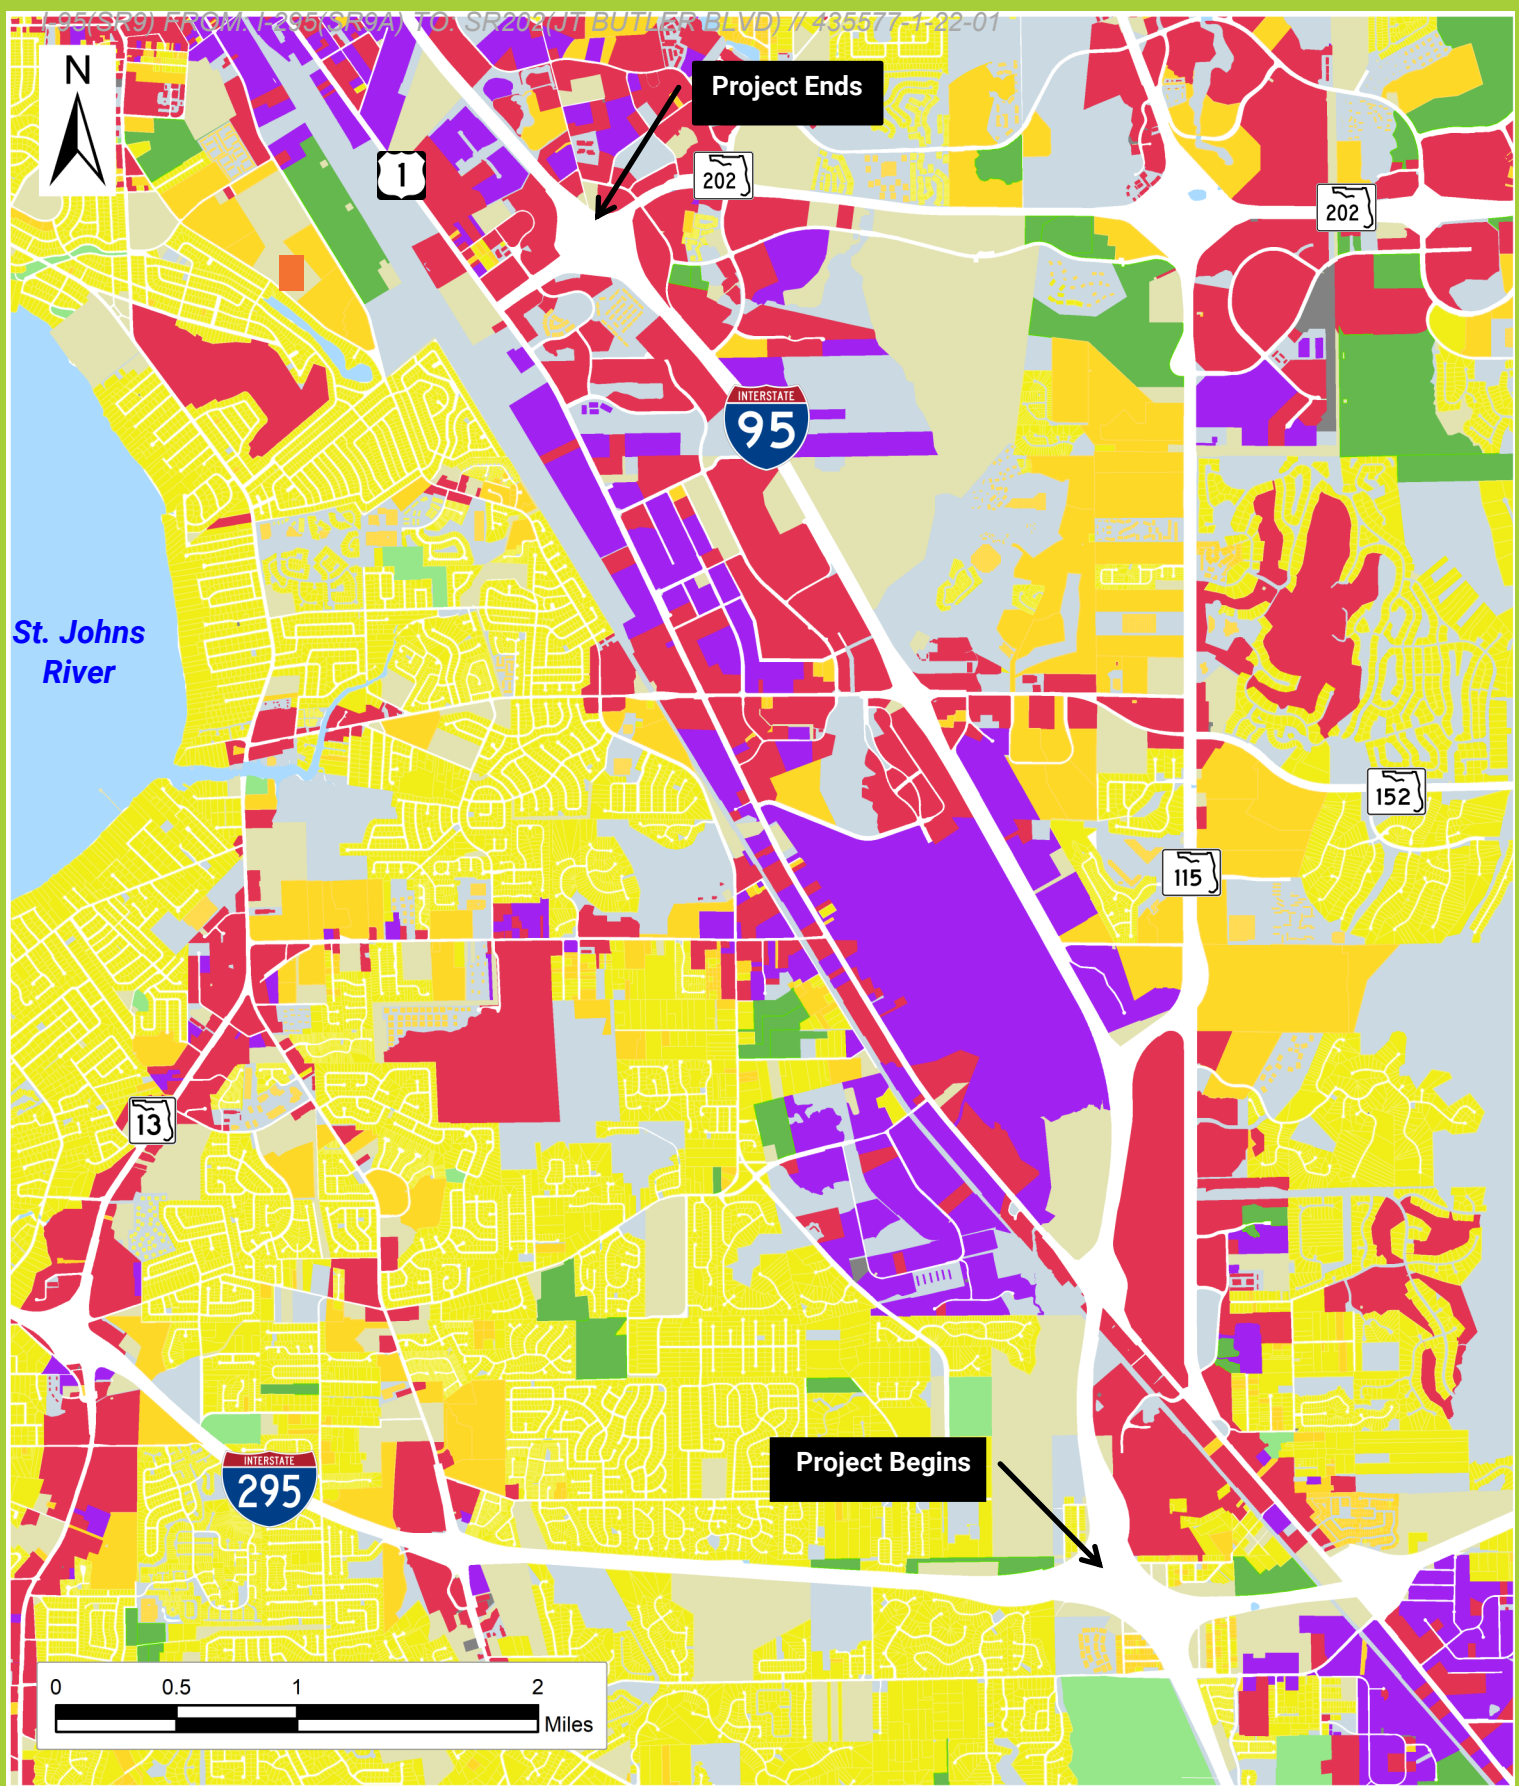 I-95(SR9) FROM: I-295(SR9A) TO: SR202(JT BUTLER BLVD) // 435577-1-22-01
N
Project Ends
1
202
202
INTERSTATE
95
St. Johns
River
152
115
13
Project Begins
INTERSTATE
295
0 0.5 1 2
Miles